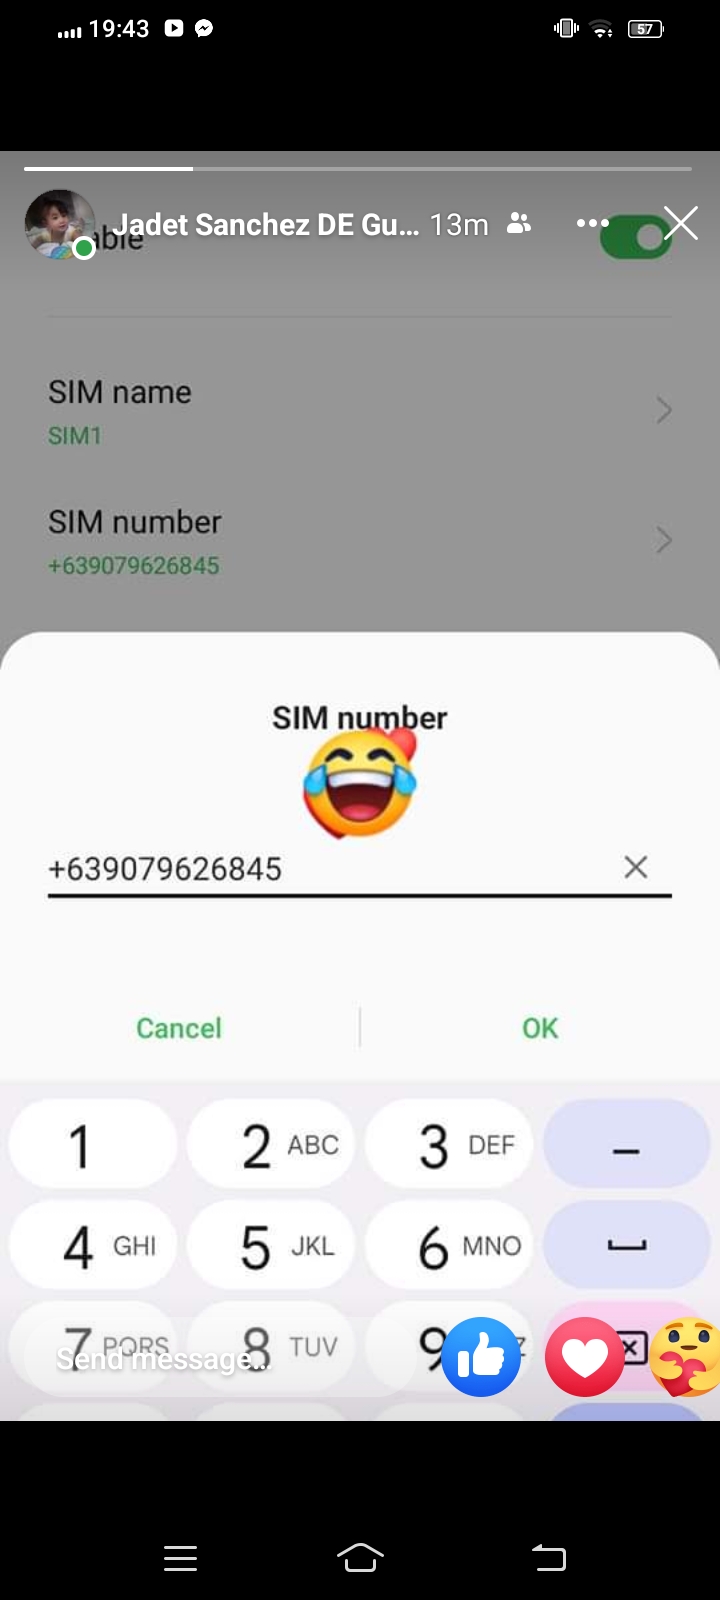 19:43
57
Jadet Sanchez DE Gu... 13m
able
SIM name
SIM1
SIM number
+639079626845
SIM number
+639079626845
Cancel
OK
1
2 ABC
3 DEF
4 GHI
5 JKL
6 MNO
7 PQRS
8 TUV
9 Z
Send message...